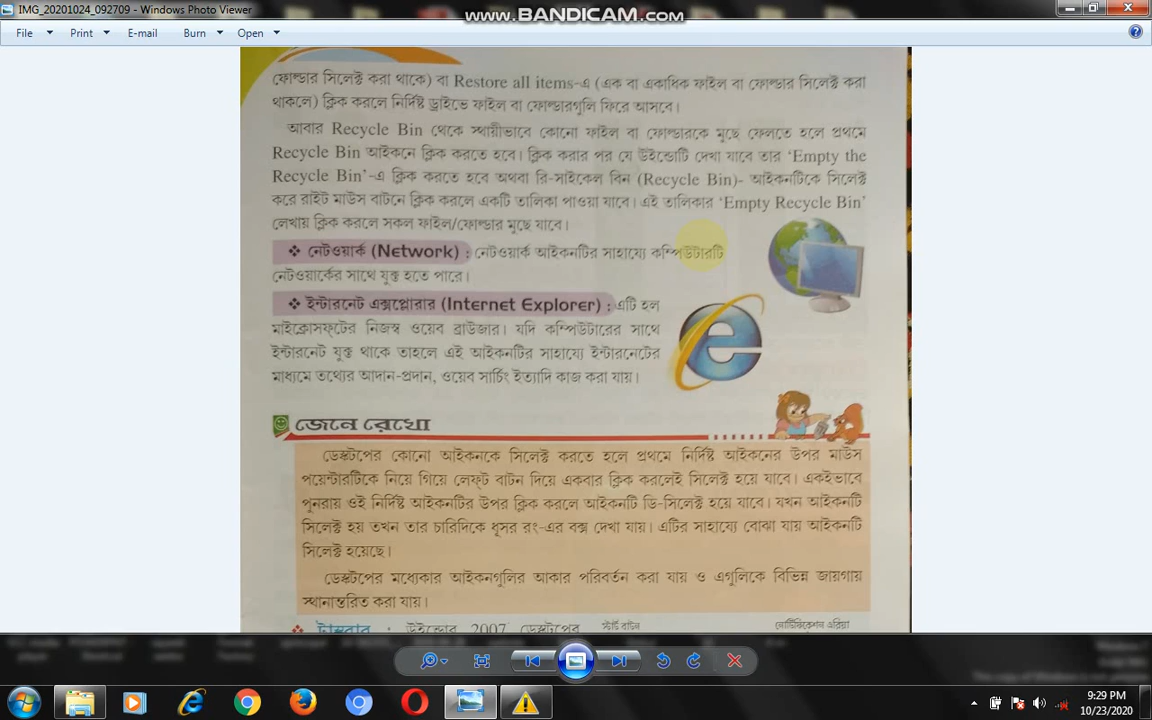 IMG_20201024_092709 - Windows Photo Viewer
www.BANDICAM.com
File Print E-mail Burn Open
ফোল্ডার সিলেক্ট করা থাকে) বা Restore all items-এ (এক বা একাধিক ফাইল বা ফোল্ডার সিলেক্ট করা
থাকলে) ক্লিক করলে নির্দিষ্ট ড্রাইভে ফাইল বা ফোল্ডারগুলি ফিরে আসবে।
আবার Recycle Bin থেকে স্থায়ীভাবে কোনো ফাইল বা ফোল্ডারকে মুছে ফেলতে হলে প্রথমে
Recycle Bin আইকনে ক্লিক করতে হবে। ক্লিক করার পর যে উইন্ডোটি দেখা যাবে তার ‘Empty the
Recycle Bin’-এ ক্লিক করতে হবে অথবা রি-সাইকেল বিন (Recycle Bin)- আইকনটিকে সিলেক্ট
করে রাইট মাউস বাটনে ক্লিক করলে একটি তালিকা পাওয়া যাবে। এই তালিকার ‘Empty Recycle Bin’
লেখায় ক্লিক করলে সকল ফাইল/ফোল্ডার মুছে যাবে।
❖ নেটওয়ার্ক (Network) : নেটওয়ার্ক আইকনটির সাহায্যে কম্পিউটারটি
নেটওয়ার্কের সাথে যুক্ত হতে পারে।
❖ ইন্টারনেট এক্সপ্লোরার (Internet Explorer) : এটি হল
মাইক্রোসফ্‌টের নিজস্ব ওয়েব ব্রাউজার। যদি কম্পিউটারের সাথে
ইন্টারনেট যুক্ত থাকে তাহলে এই আইকনটির সাহায্যে ইন্টারনেটের
মাধ্যমে তথ্যের আদান-প্রদান, ওয়েব সার্চিং ইত্যাদি কাজ করা যায়।
জেনে রেখো
ডেস্কটপের কোনো আইকনকে সিলেক্ট করতে হলে প্রথমে নির্দিষ্ট আইকনের উপর মাউস
পয়েন্টারটিকে নিয়ে গিয়ে লেফ্‌ট বাটন দিয়ে একবার ক্লিক করলেই সিলেক্ট হয়ে যাবে। একইভাবে
পুনরায় ওই নির্দিষ্ট আইকনটির উপর ক্লিক করলে আইকনটি ডি-সিলেক্ট হয়ে যাবে। যখন আইকনটি
সিলেক্ট হয় তখন তার চারিদিকে ধূসর রং-এর বক্স দেখা যায়। এটির সাহায্যে বোঝা যায় আইকনটি
সিলেক্ট হয়েছে।
ডেস্কটপের মধ্যেকার আইকনগুলির আকার পরিবর্তন করা যায় ও এগুলিকে বিভিন্ন জায়গায়
স্থানান্তরিত করা যায়।
❖ টাস্কবার : 2007 ডেস্কটপের স্টার্ট বাটন নোটিফিকেশন এরিয়া
9:29 PM
10/23/2020